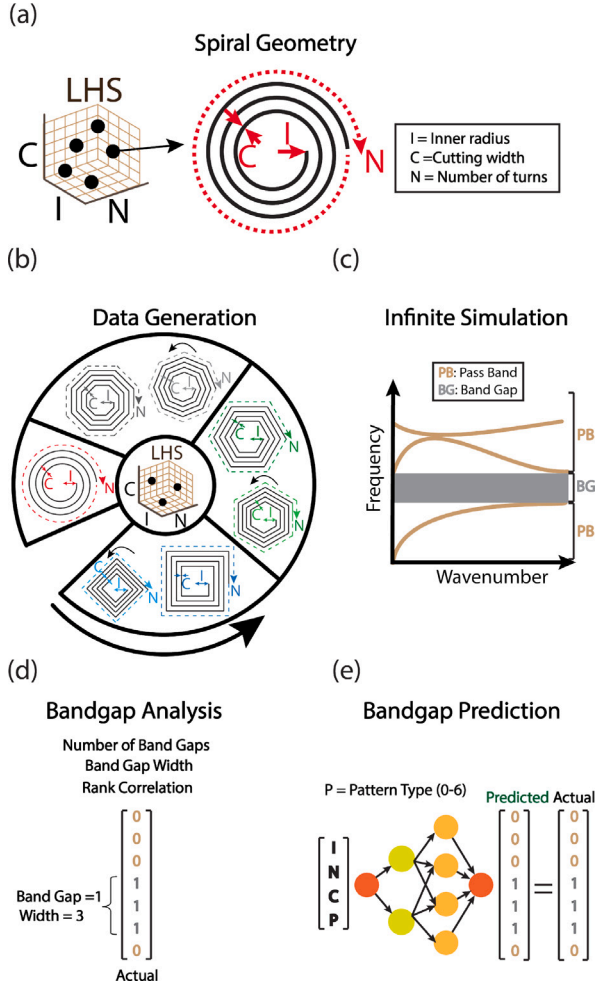 (a)
Spiral Geometry
LHS
C
I
N
C
I
N
I = Inner radius
C =Cutting width
N = Number of turns
(b)
Data Generation
C
I
N
C
I
N
C
I
N
C
I
N
LHS
C
I
N
C
I
N
C
I
N
C
I
N
(c)
Infinite Simulation
PB: Pass Band
BG: Band Gap
Frequency
PB
BG
PB
Wavenumber
(d)
Bandgap Analysis
Number of Band Gaps
Band Gap Width
Rank Correlation
0
0
0
1
1
1
0
Band Gap =1
Width = 3
Actual
(e)
Bandgap Prediction
P = Pattern Type (0-6)
Predicted
Actual
I
N
C
P
0
0
0
1
1
1
0
=
0
0
0
1
1
1
0